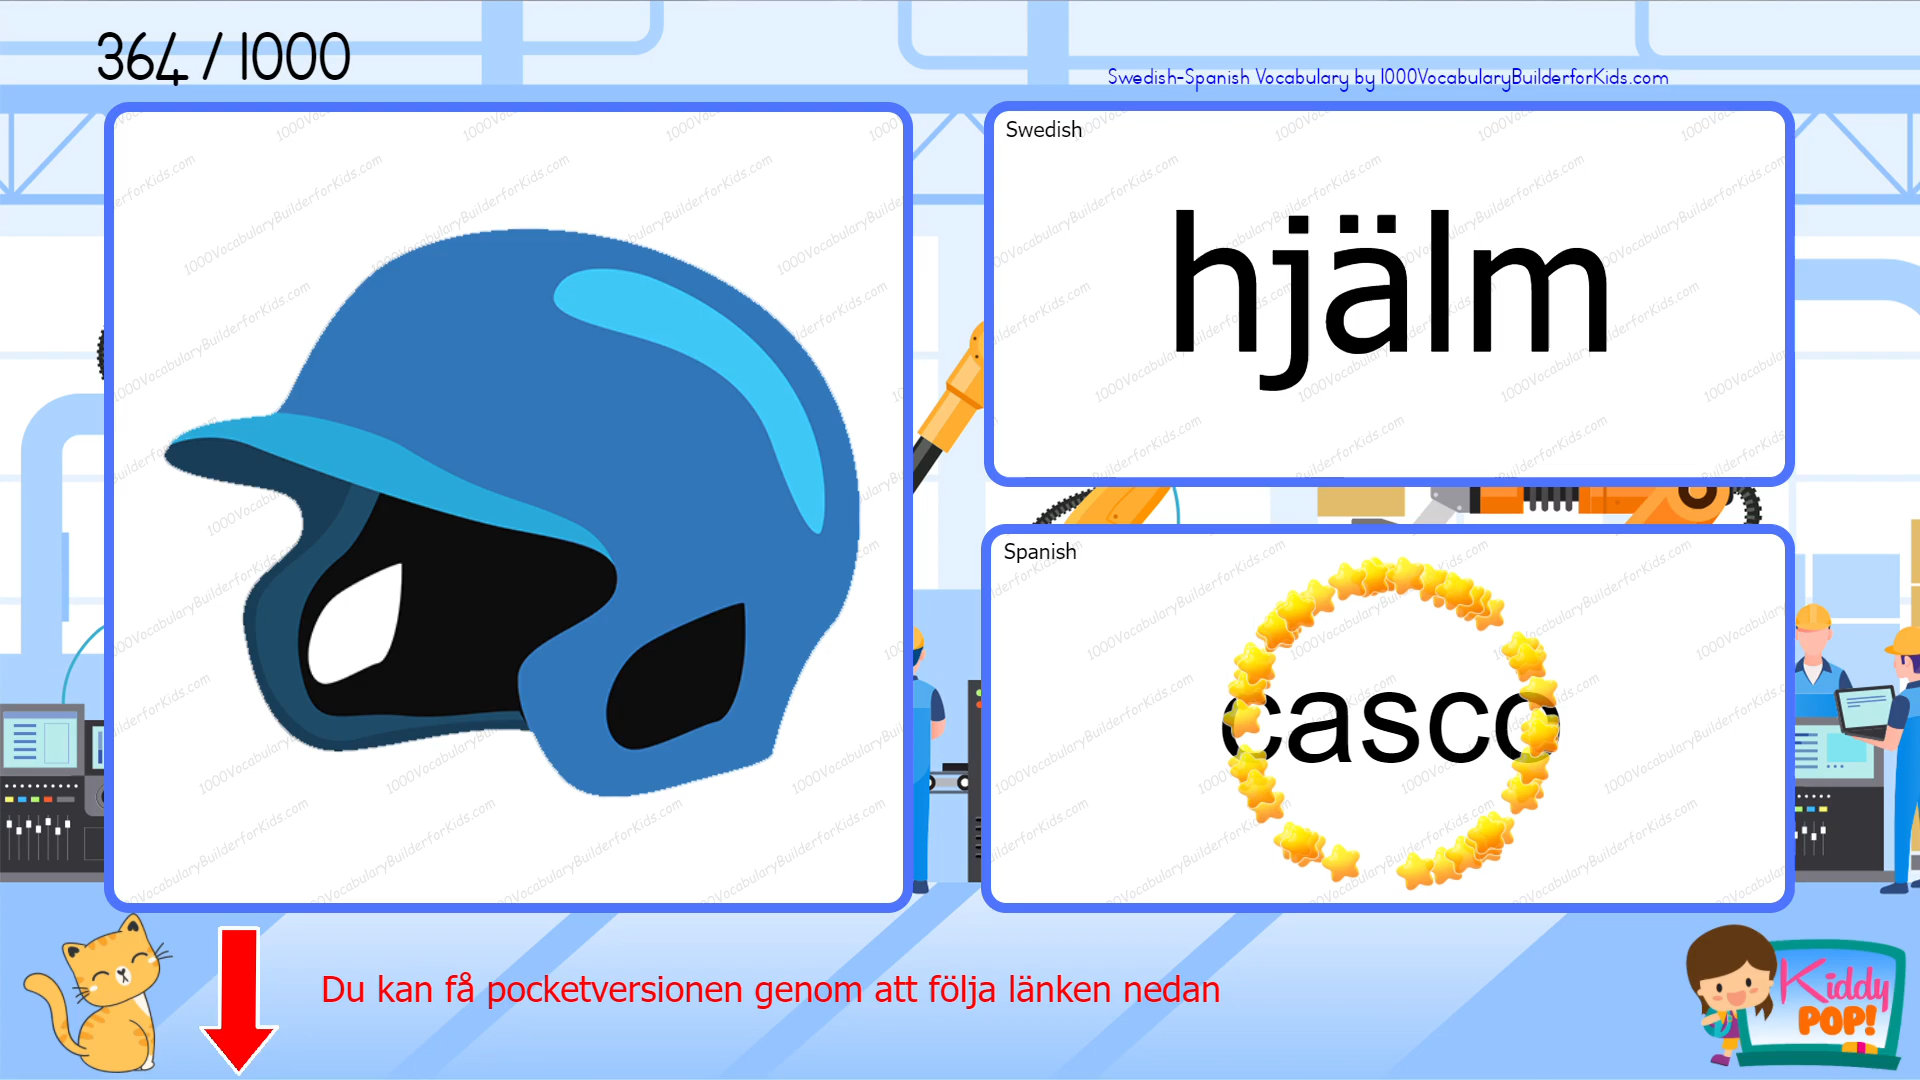 364 / 1000
Swedish-Spanish Vocabulary by 1000VocabularyBuilderforKids.com
Swedish
hjälm
Spanish
casco
Du kan få pocketversionen genom att följa länken nedan
Kiddy
POP!